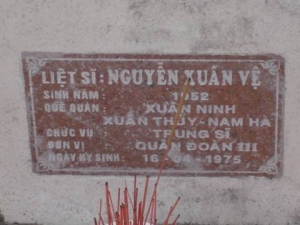 LIỆT SĨ: NGUYỄN XUÂN VỆ
SINH NĂM: 1952
QUÊ QUÁN: XUÂN NINH
XUÂN THỦY-NAM HÀ
CHỨC VỤ: TRUNG SĨ
ĐƠN VỊ: QUÂN ĐOÀN III
NGÀY HY SINH: 16-04-1975